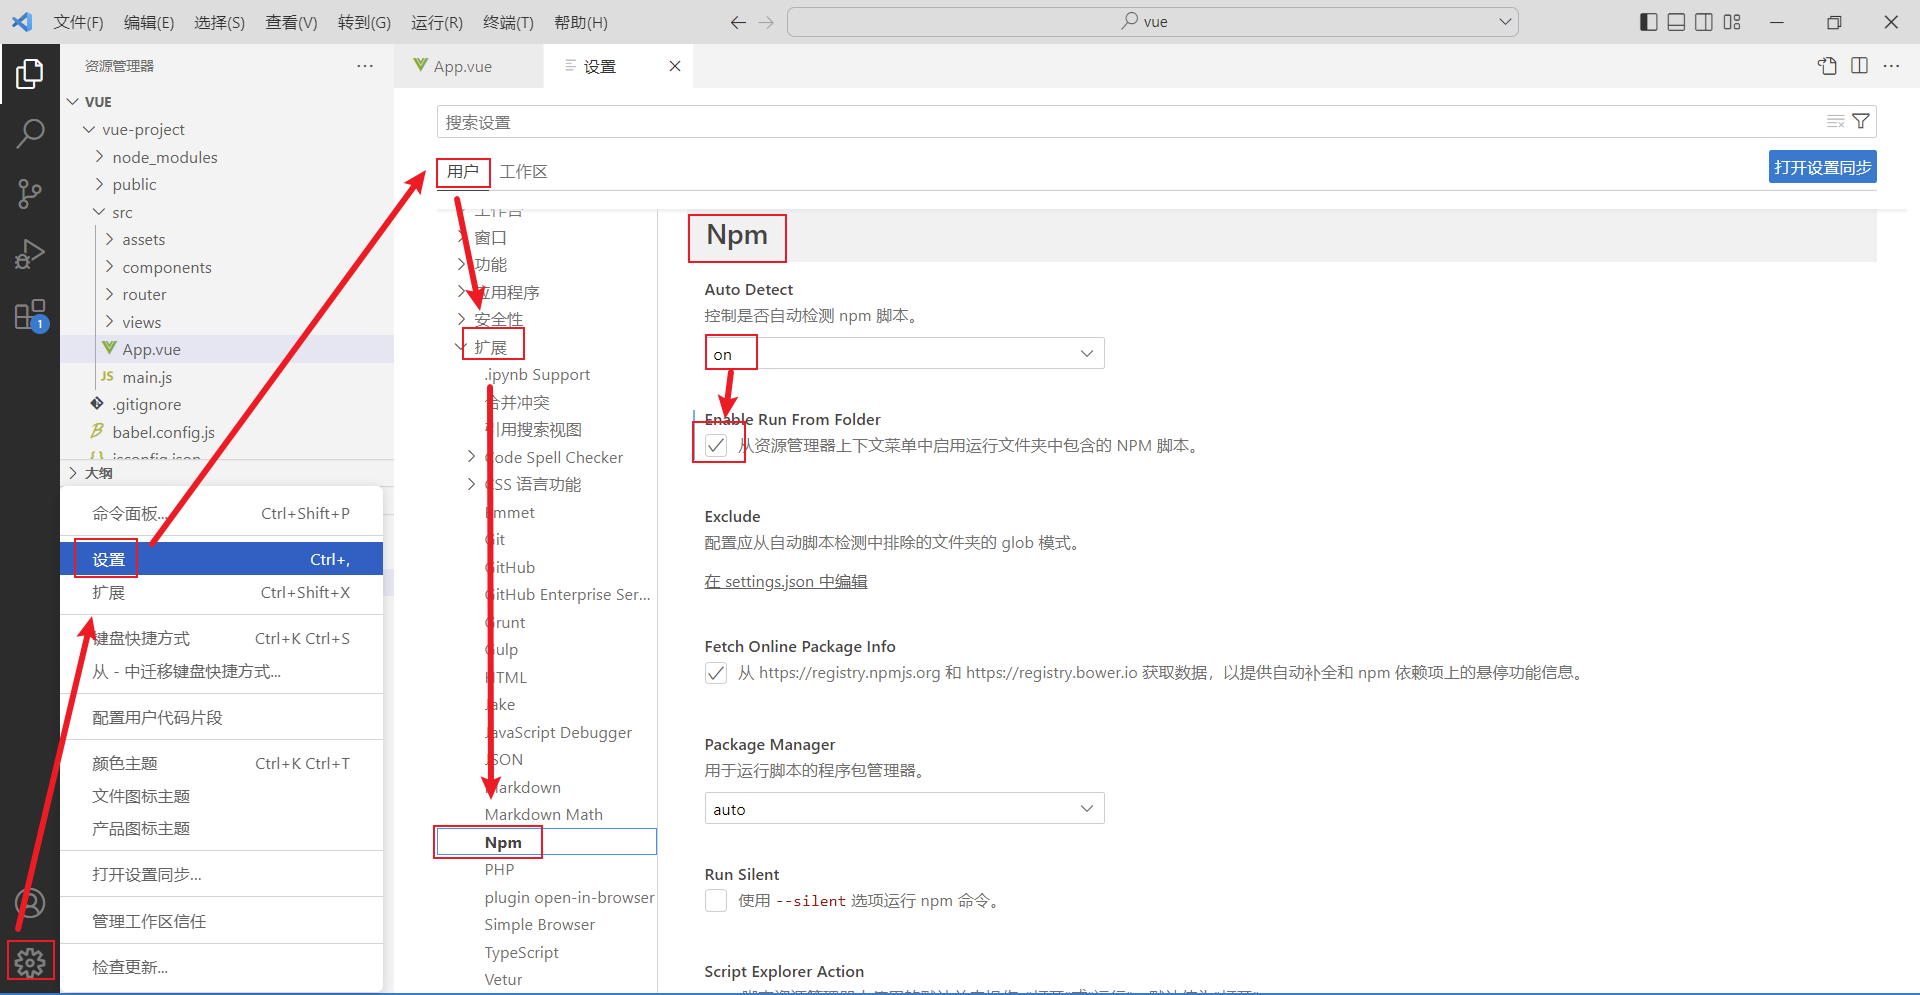 文件(F) 编辑(E) 选择(S) 查看(V) 转到(G) 运行(R) 终端(T) 帮助(H)
vue
资源管理器
App.vue
设置
VUE
vue-project
node_modules
public
src
assets
components
router
views
App.vue
JS main.js
.gitignore
babel.config.js
jsconfig.json
大纲
1
命令面板... Ctrl+Shift+P
设置 Ctrl+,
扩展 Ctrl+Shift+X
键盘快捷方式 Ctrl+K Ctrl+S
从 - 中迁移键盘快捷方式...
配置用户代码片段
颜色主题 Ctrl+K Ctrl+T
文件图标主题
产品图标主题
打开设置同步...
管理工作区信任
检查更新...
搜索设置
用户 工作区
打开设置同步
工作台
窗口
功能
应用程序
安全性
扩展
.ipynb Support
合并冲突
引用搜索视图
Code Spell Checker
CSS 语言功能
Emmet
Git
GitHub
GitHub Enterprise Ser...
Grunt
Gulp
HTML
Jake
JavaScript Debugger
JSON
Markdown
Markdown Math
Npm
PHP
plugin open-in-browser
Simple Browser
TypeScript
Vetur
Npm
Auto Detect
控制是否自动检测 npm 脚本。
on
Enable Run From Folder
从资源管理器上下文菜单中启用运行文件夹中包含的 NPM 脚本。
Exclude
配置应从自动脚本检测中排除的文件夹的 glob 模式。
在 settings.json 中编辑
Fetch Online Package Info
从 https://registry.npmjs.org 和 https://registry.bower.io 获取数据，以提供自动补全和 npm 依赖项上的悬停功能信息。
Package Manager
用于运行脚本的程序包管理器。
auto
Run Silent
使用 --silent 选项运行 npm 命令。
Script Explorer Action